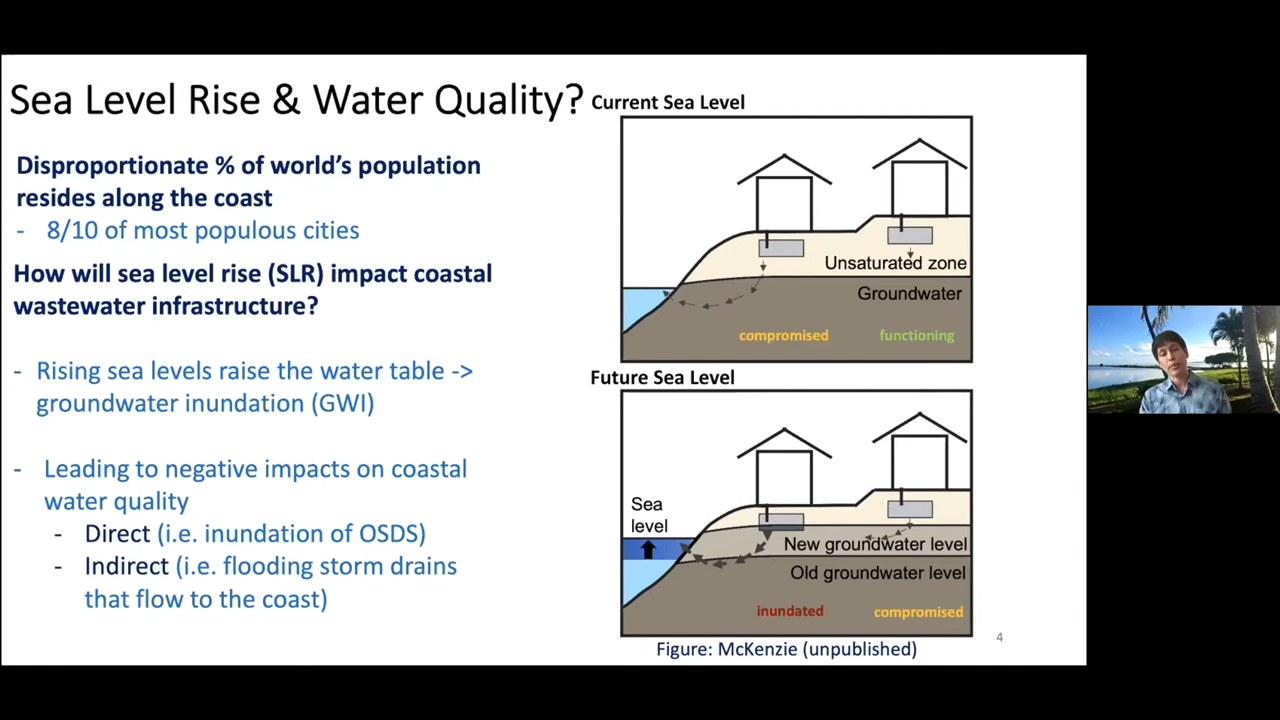 Sea Level Rise & Water Quality?
Disproportionate % of world's population
resides along the coast
- 8/10 of most populous cities
How will sea level rise (SLR) impact coastal
wastewater infrastructure?
- Rising sea levels raise the water table ->
groundwater inundation (GWI)
- Leading to negative impacts on coastal
water quality
- Direct (i.e. inundation of OSDS)
- Indirect (i.e. flooding storm drains
that flow to the coast)
Current Sea Level
Unsaturated zone
Groundwater
compromised
functioning
Future Sea Level
Sea
level
New groundwater level
Old groundwater level
inundated
compromised
Figure: McKenzie (unpublished)
4